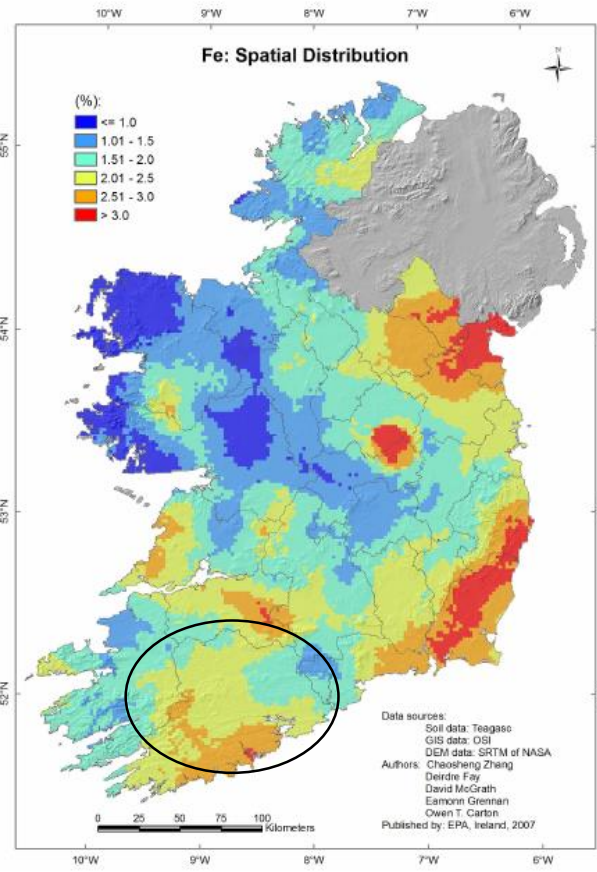 10°W 9°W 8°W 7°W 6°W
Fe: Spatial Distribution
N
(%):
<= 1.0
1.01 - 1.5
1.51 - 2.0
2.01 - 2.5
2.51 - 3.0
> 3.0
55°N
54°N 54°N
53°N 53°N
52°N 52°N
Data sources:
Soil data: Teagasc
GIS data: OSI
DEM data: SRTM of NASA
Authors: Chaosheng Zhang
Deirdre Fay
David McGrath
Eamonn Grennan
Owen T. Carton
Published by: EPA, Ireland, 2007
0 25 50 75 100
Kilometers
10°W 9°W 8°W 7°W 6°W